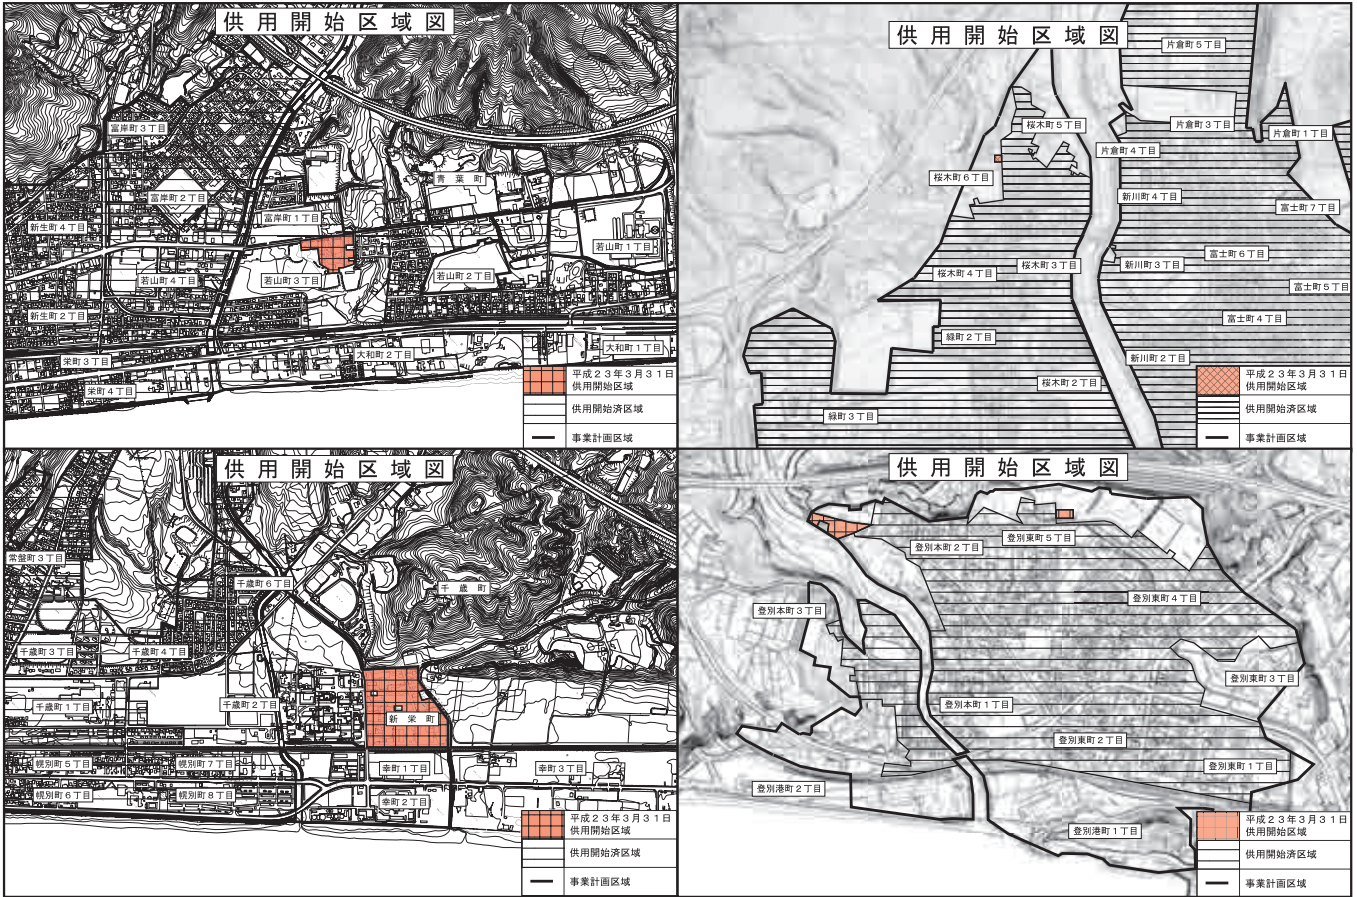 供用開始区域図
富岸町３丁目
富岸町２丁目
新生町４丁目
富岸町１丁目
青葉町
若山町１丁目
若山町４丁目
若山町３丁目
若山町２丁目
新生町２丁目
栄町３丁目
大和町２丁目
大和町１丁目
栄町４丁目
平成２３年３月３１日
供用開始区域
供用開始済区域
事業計画区域
供用開始区域図
片倉町５丁目
桜木町５丁目
片倉町３丁目
片倉町１丁目
片倉町４丁目
桜木町６丁目
新川町４丁目
富士町７丁目
富士町６丁目
桜木町４丁目
桜木町３丁目
新川町３丁目
富士町５丁目
富士町４丁目
緑町２丁目
新川町２丁目
桜木町２丁目
緑町３丁目
平成２３年３月３１日
供用開始区域
供用開始済区域
事業計画区域
供用開始区域図
常盤町３丁目
千歳町６丁目
千歳町
千歳町３丁目
千歳町４丁目
千歳町１丁目
千歳町２丁目
新栄町
幌別町５丁目
幌別町７丁目
幸町１丁目
幸町３丁目
幌別町６丁目
幌別町８丁目
幸町２丁目
平成２３年３月３１日
供用開始区域
供用開始済区域
事業計画区域
供用開始区域図
登別本町２丁目
登別東町５丁目
登別本町３丁目
登別東町４丁目
登別東町３丁目
登別本町１丁目
登別東町２丁目
登別東町１丁目
登別港町２丁目
登別港町１丁目
平成２３年３月３１日
供用開始区域
供用開始済区域
事業計画区域